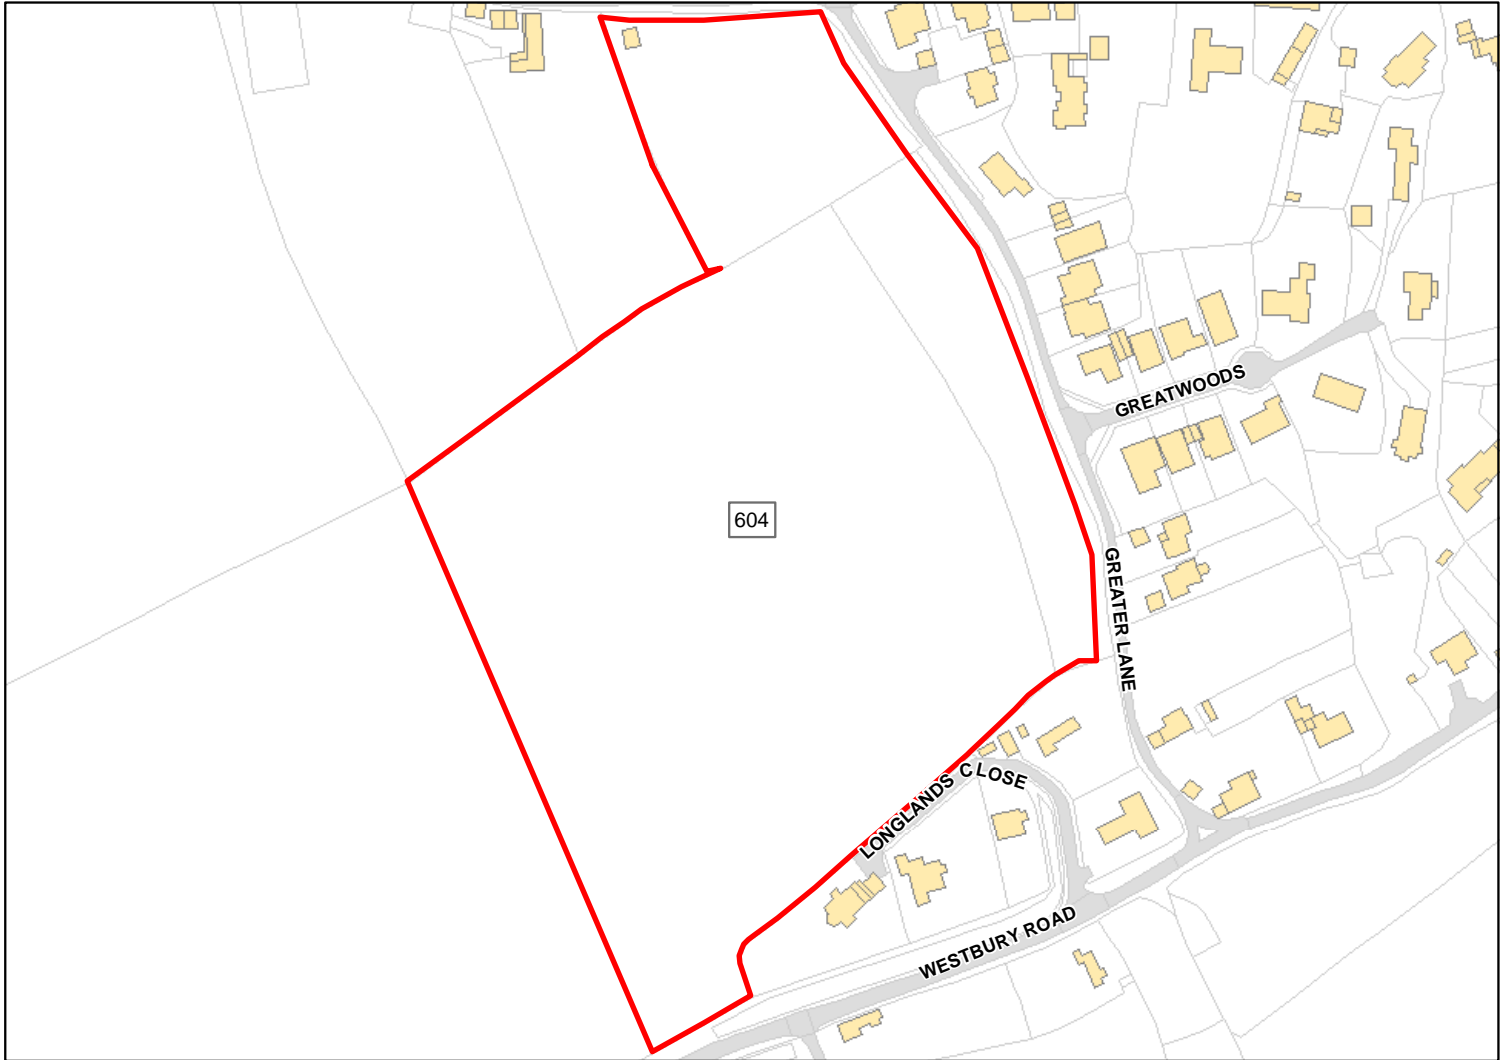 GREATWOODS
604
GREATER LANE
LONGLANDS CLOSE
WESTBURY ROAD